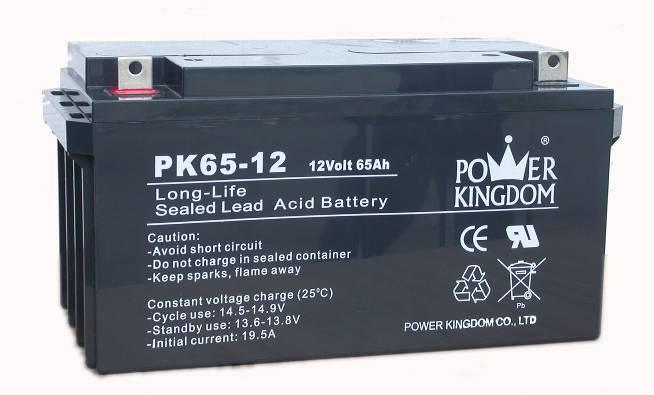 PK65-12 12Volt 65Ah
Long-Life
Sealed Lead Acid Battery
Caution:
-Avoid short circuit
-Do not charge in sealed container
-Keep sparks, flame away
Constant voltage charge (25°C)
-Cycle use: 14.5-14.9V
-Standby use: 13.6-13.8V
-Initial current: 19.5A
POWER ®
KINGDOM
CE RU
Pb
POWER KINGDOM CO., LTD